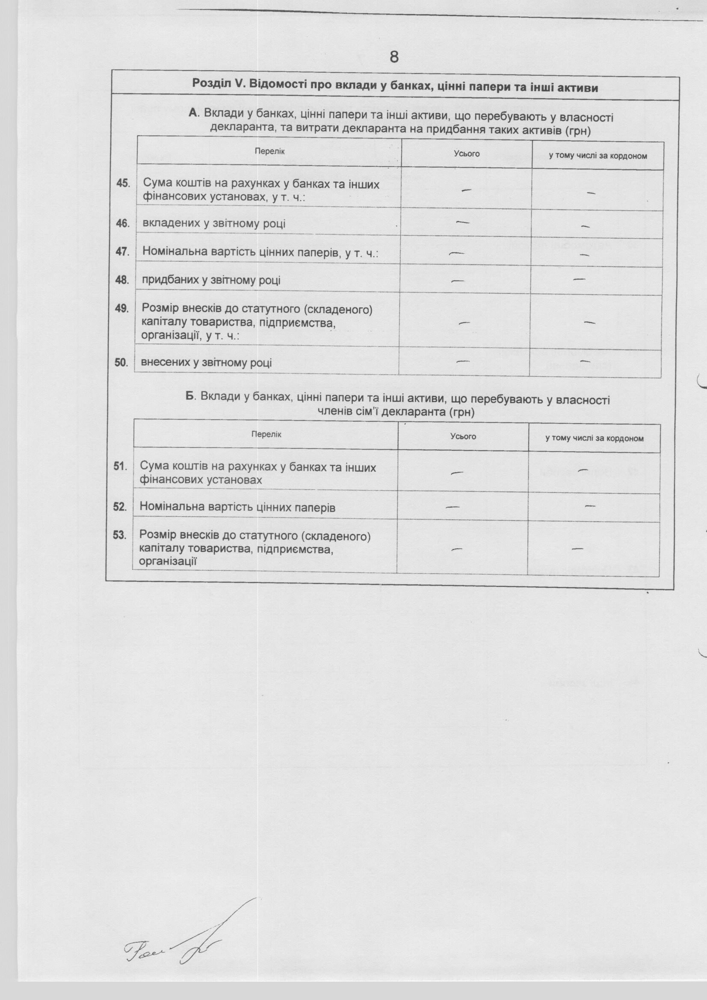 8
Розділ V. Відомості про вклади у банках, цінні папери та інші активи
А. Вклади у банках, цінні папери та інші активи, що перебувають у власності
декларанта, та витрати декларанта на придбання таких активів (грн)
Перелік Усього у тому числі за кордоном
45. Сума коштів на рахунках у банках та інших
фінансових установах, у т. ч.:
— —
46. вкладених у звітному році — —
47. Номінальна вартість цінних паперів, у т. ч.: — —
48. придбаних у звітному році — —
49. Розмір внесків до статутного (складеного)
капіталу товариства, підприємства, — —
організації, у т. ч.:
50. внесених у звітному році — —
Б. Вклади у банках, цінні папери та інші активи, що перебувають у власності
членів сім'ї декларанта (грн)
Перелік Усього у тому числі за кордоном
51. Сума коштів на рахунках у банках та інших
фінансових установах
— —
52. Номінальна вартість цінних паперів — —
53. Розмір внесків до статутного (складеного)
капіталу товариства, підприємства, — —
організації